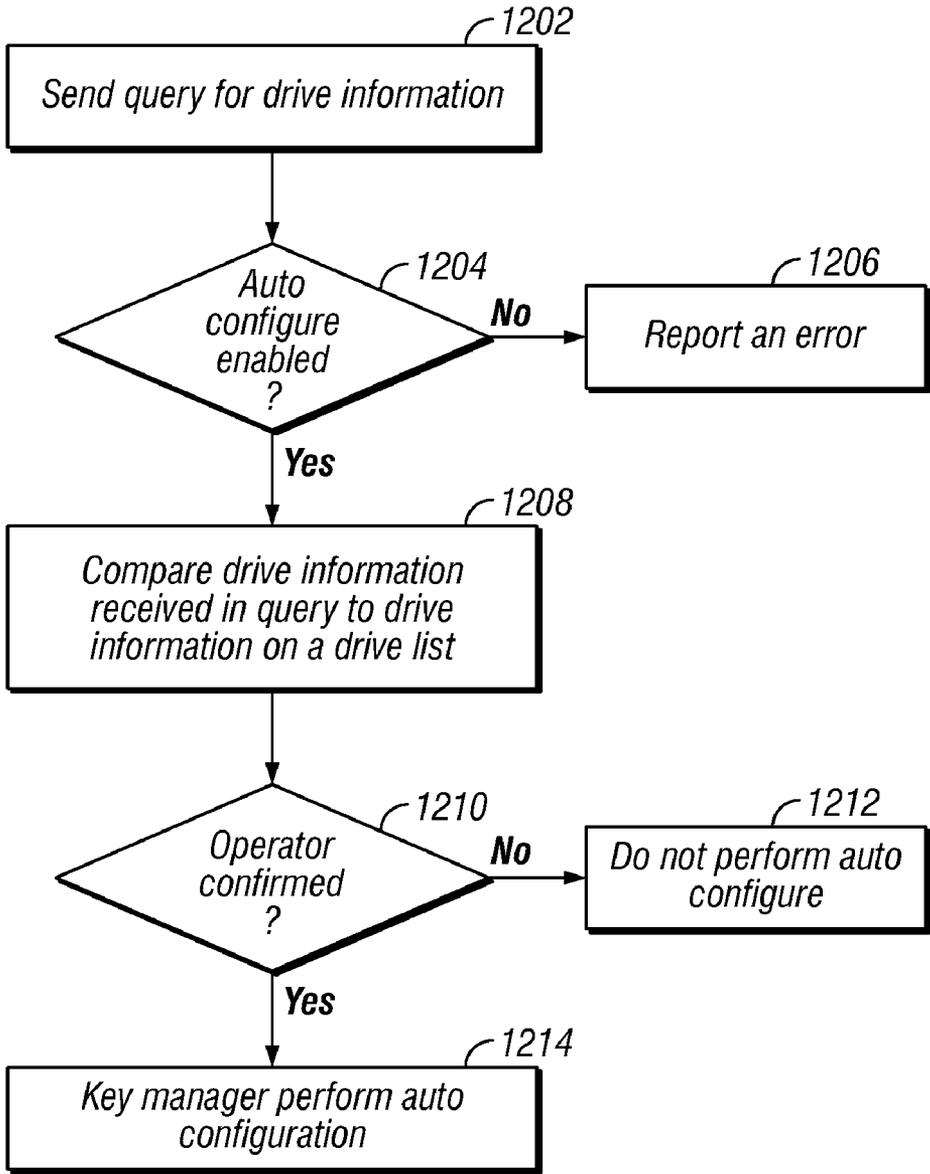 1202
Send query for drive information
1204
Auto
configure
enabled
?
No
1206
Report an error
Yes
1208
Compare drive information
received in query to drive
information on a drive list
1210
Operator
confirmed
?
No
1212
Do not perform auto
configure
Yes
1214
Key manager perform auto
configuration